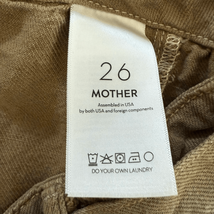 26
MOTHER
Assembled in USA
by both USA and foreign components
DO YOUR OWN LAUNDRY